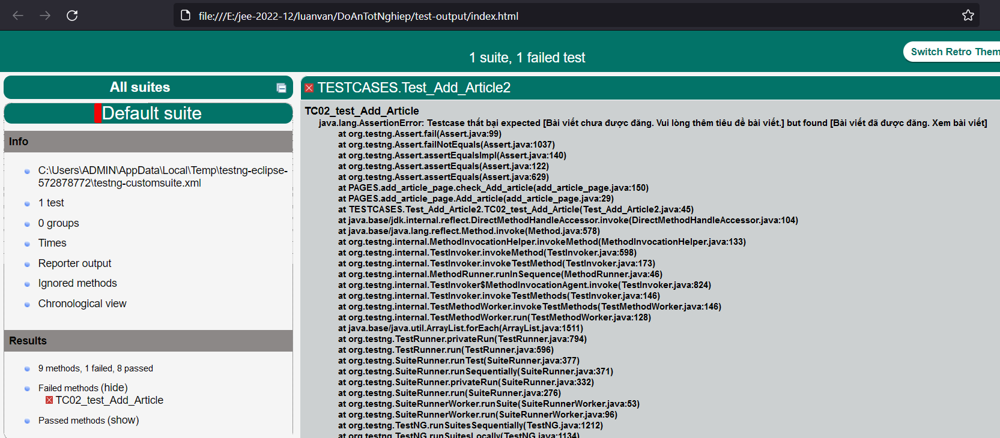 file:///E:/jee-2022-12/luanvan/DoAnTotNghiep/test-output/index.html
1 suite, 1 failed test
Switch Retro Them
All suites
Default suite
Info
C:\Users\ADMIN\AppData\Local\Temp\testng-eclipse-
572878772\testng-customsuite.xml
1 test
0 groups
Times
Reporter output
Ignored methods
Chronological view
Results
9 methods, 1 failed, 8 passed
Failed methods (hide)
TC02_test_Add_Article
Passed methods (show)
TESTCASES.Test_Add_Article2
TC02_test_Add_Article
java.lang.AssertionError: Testcase thất bại expected [Bài viết chưa được đăng. Vui lòng thêm tiêu đề bài viết.] but found [Bài viết đã được đăng. Xem bài viết]
at org.testng.Assert.fail(Assert.java:99)
at org.testng.Assert.failNotEquals(Assert.java:1037)
at org.testng.Assert.assertEqualsImpl(Assert.java:140)
at org.testng.Assert.assertEquals(Assert.java:122)
at org.testng.Assert.assertEquals(Assert.java:629)
at PAGES.add_article_page.check_Add_article(add_article_page.java:150)
at PAGES.add_article_page.Add_article(add_article_page.java:29)
at TESTCASES.Test_Add_Article2.TC02_test_Add_Article(Test_Add_Article2.java:45)
at java.base/jdk.internal.reflect.DirectMethodHandleAccessor.invoke(DirectMethodHandleAccessor.java:104)
at java.base/java.lang.reflect.Method.invoke(Method.java:578)
at org.testng.internal.MethodInvocationHelper.invokeMethod(MethodInvocationHelper.java:133)
at org.testng.internal.TestInvoker.invokeMethod(TestInvoker.java:598)
at org.testng.internal.TestInvoker.invokeTestMethod(TestInvoker.java:173)
at org.testng.internal.MethodRunner.runInSequence(MethodRunner.java:46)
at org.testng.internal.TestInvoker$MethodInvocationAgent.invoke(TestInvoker.java:824)
at org.testng.internal.TestInvoker.invokeTestMethods(TestInvoker.java:146)
at org.testng.internal.TestMethodWorker.invokeTestMethods(TestMethodWorker.java:146)
at org.testng.internal.TestMethodWorker.run(TestMethodWorker.java:128)
at java.base/java.util.ArrayList.forEach(ArrayList.java:1511)
at org.testng.TestRunner.privateRun(TestRunner.java:794)
at org.testng.TestRunner.run(TestRunner.java:596)
at org.testng.SuiteRunner.runTest(SuiteRunner.java:377)
at org.testng.SuiteRunner.runSequentially(SuiteRunner.java:371)
at org.testng.SuiteRunner.privateRun(SuiteRunner.java:332)
at org.testng.SuiteRunner.run(SuiteRunner.java:276)
at org.testng.SuiteRunnerWorker.runSuite(SuiteRunnerWorker.java:53)
at org.testng.SuiteRunnerWorker.run(SuiteRunnerWorker.java:96)
at org.testng.TestNG.runSuitesSequentially(TestNG.java:1212)
at org.testng.TestNG.runSuitesLocally(TestNG.java:1134)